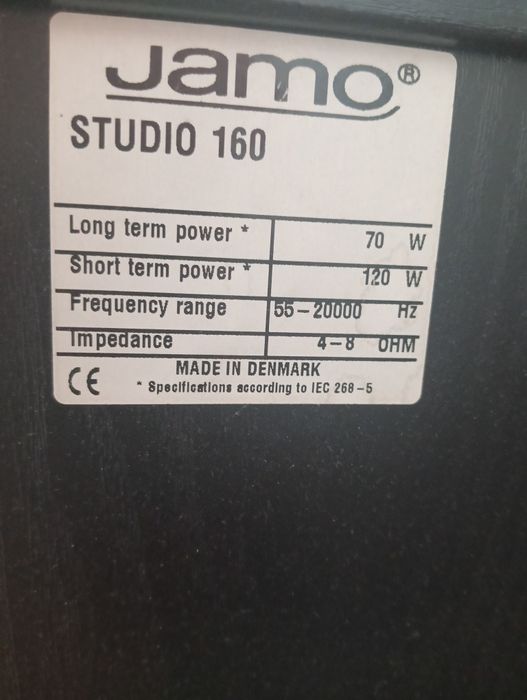 Jamo®
STUDIO 160
Long term power * 70 W
Short term power * 120 W
Frequency range 55-20000 Hz
Impedance 4-8 OHM
MADE IN DENMARK
CE * Specifications according to IEC 268-5